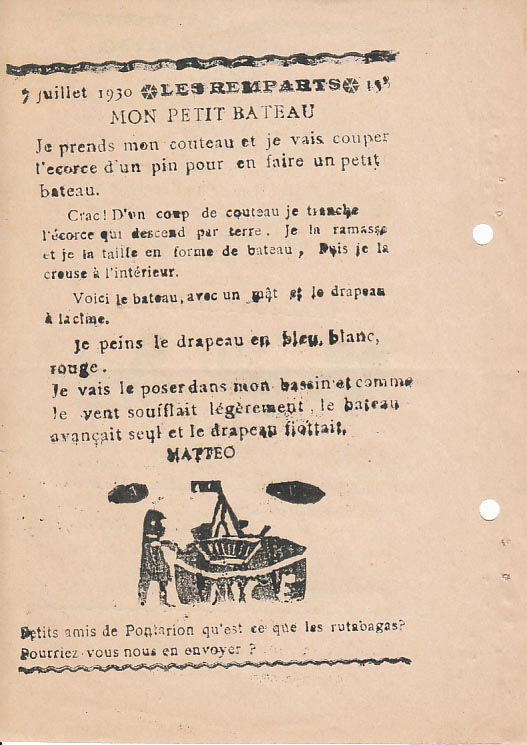 juillet 1930 LES REMPARTS
MON PETIT BATEAU
Je prends mon couteau et je vais couper
l'ecorce d'un pin pour en faire un petit
bateau.
Crac! D'un coup de couteau je tranche
l'écorce qui descend par terre. Je la ramasse
et je la taille en forme de bateau, Puis je la
creuse à l'intérieur.
Voici le bateau, avec un mât et le drapeau
à la cîme.
Je peins le drapeau en bleu, blanc,
rouge.
Je vais le poser dans mon bassin et comme
le vent soufflait légèrement, le bateau
avançait seul et le drapeau flottait.
MATTEO
Petits amis de Pontarion qu'est ce que les rutabagas?
Pourriez-vous nous en envoyer ?